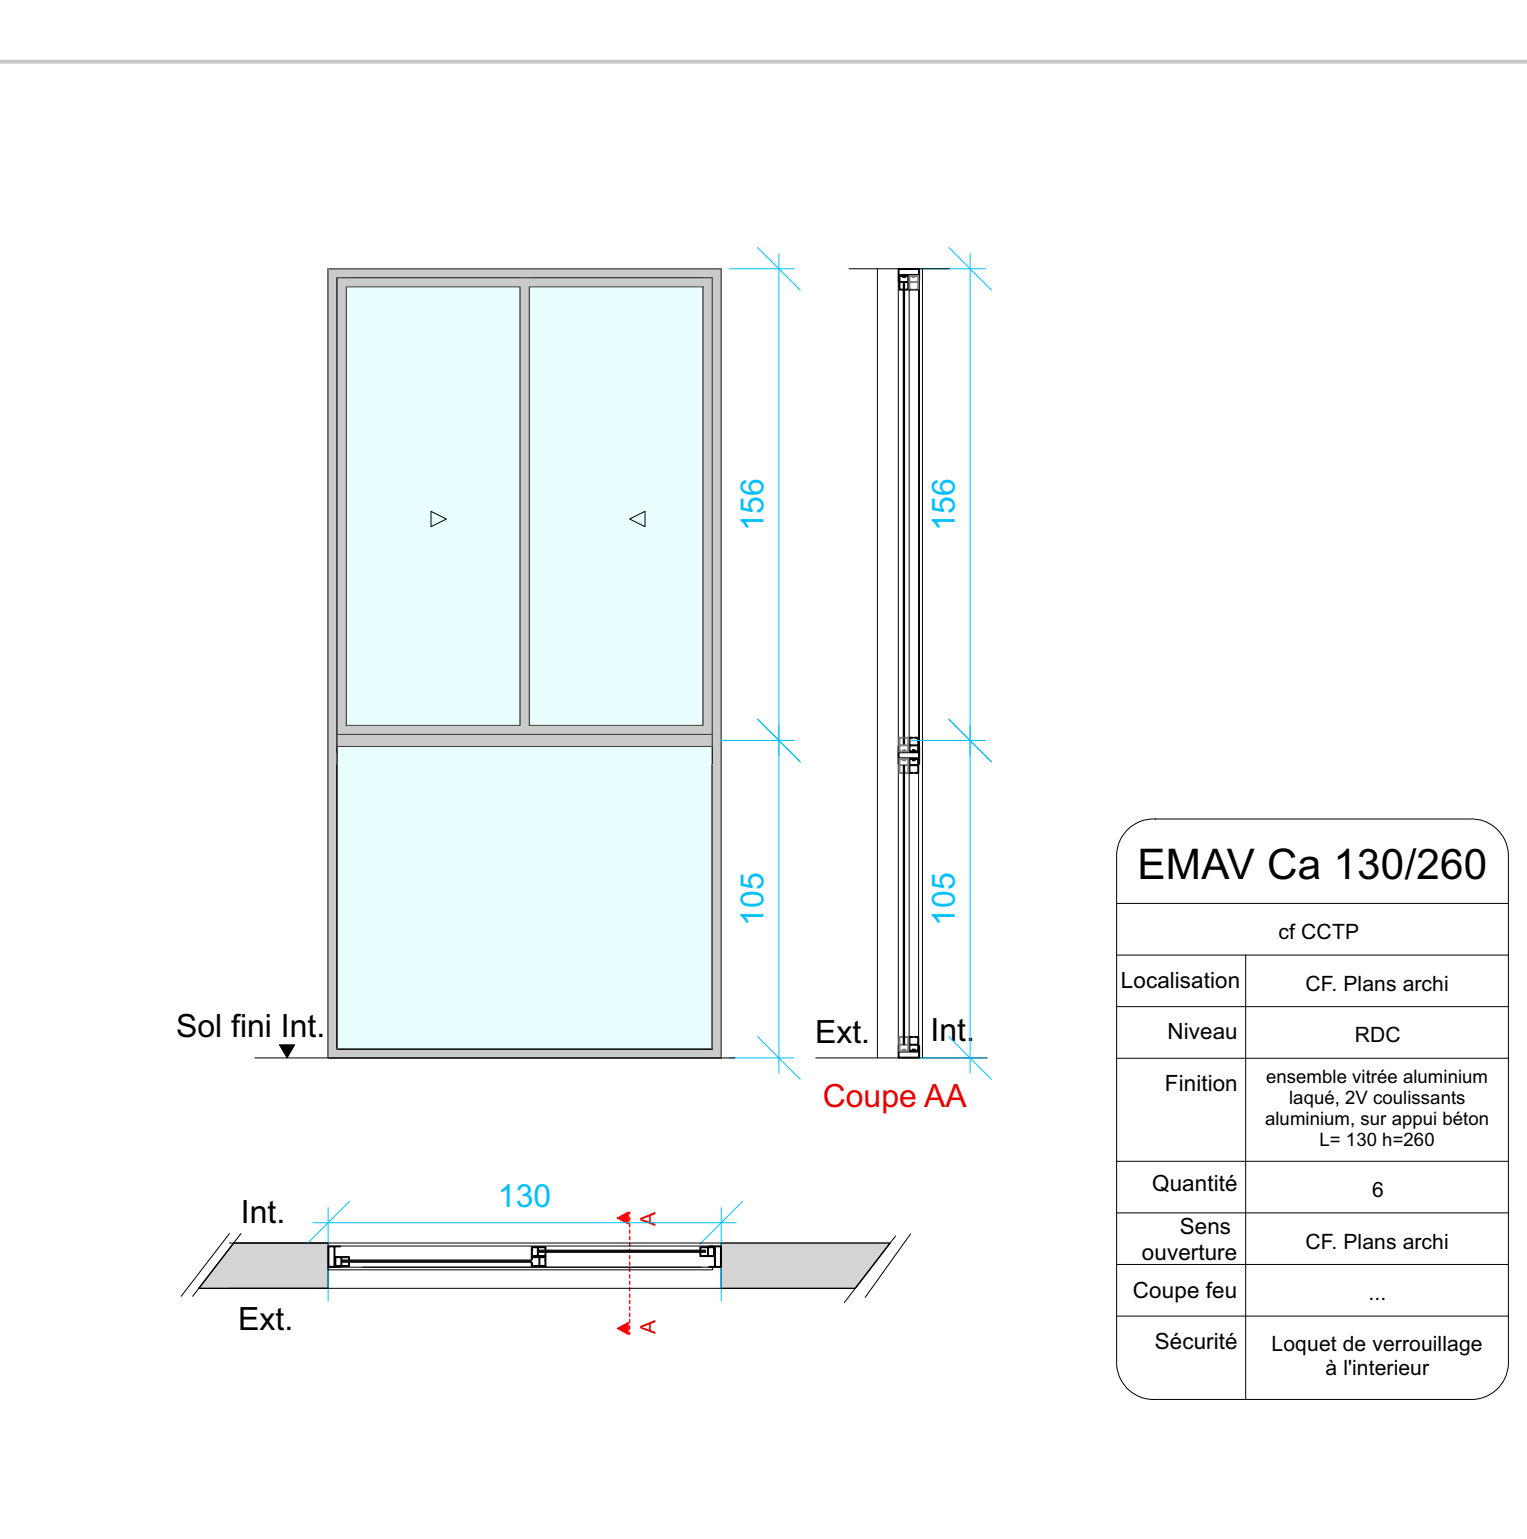 156
156
105
105
Sol fini Int.
Ext.
Int.
Coupe AA
130
Int.
A
Ext.
A
EMAV Ca 130/260
cf CCTP
Localisation
CF. Plans archi
Niveau
RDC
Finition
ensemble vitrée aluminium
laqué, 2V coulissants
aluminium, sur appui béton
L= 130 h=260
Quantité
6
Sens
ouverture
CF. Plans archi
Coupe feu
...
Sécurité
Loquet de verrouillage
à l'interieur